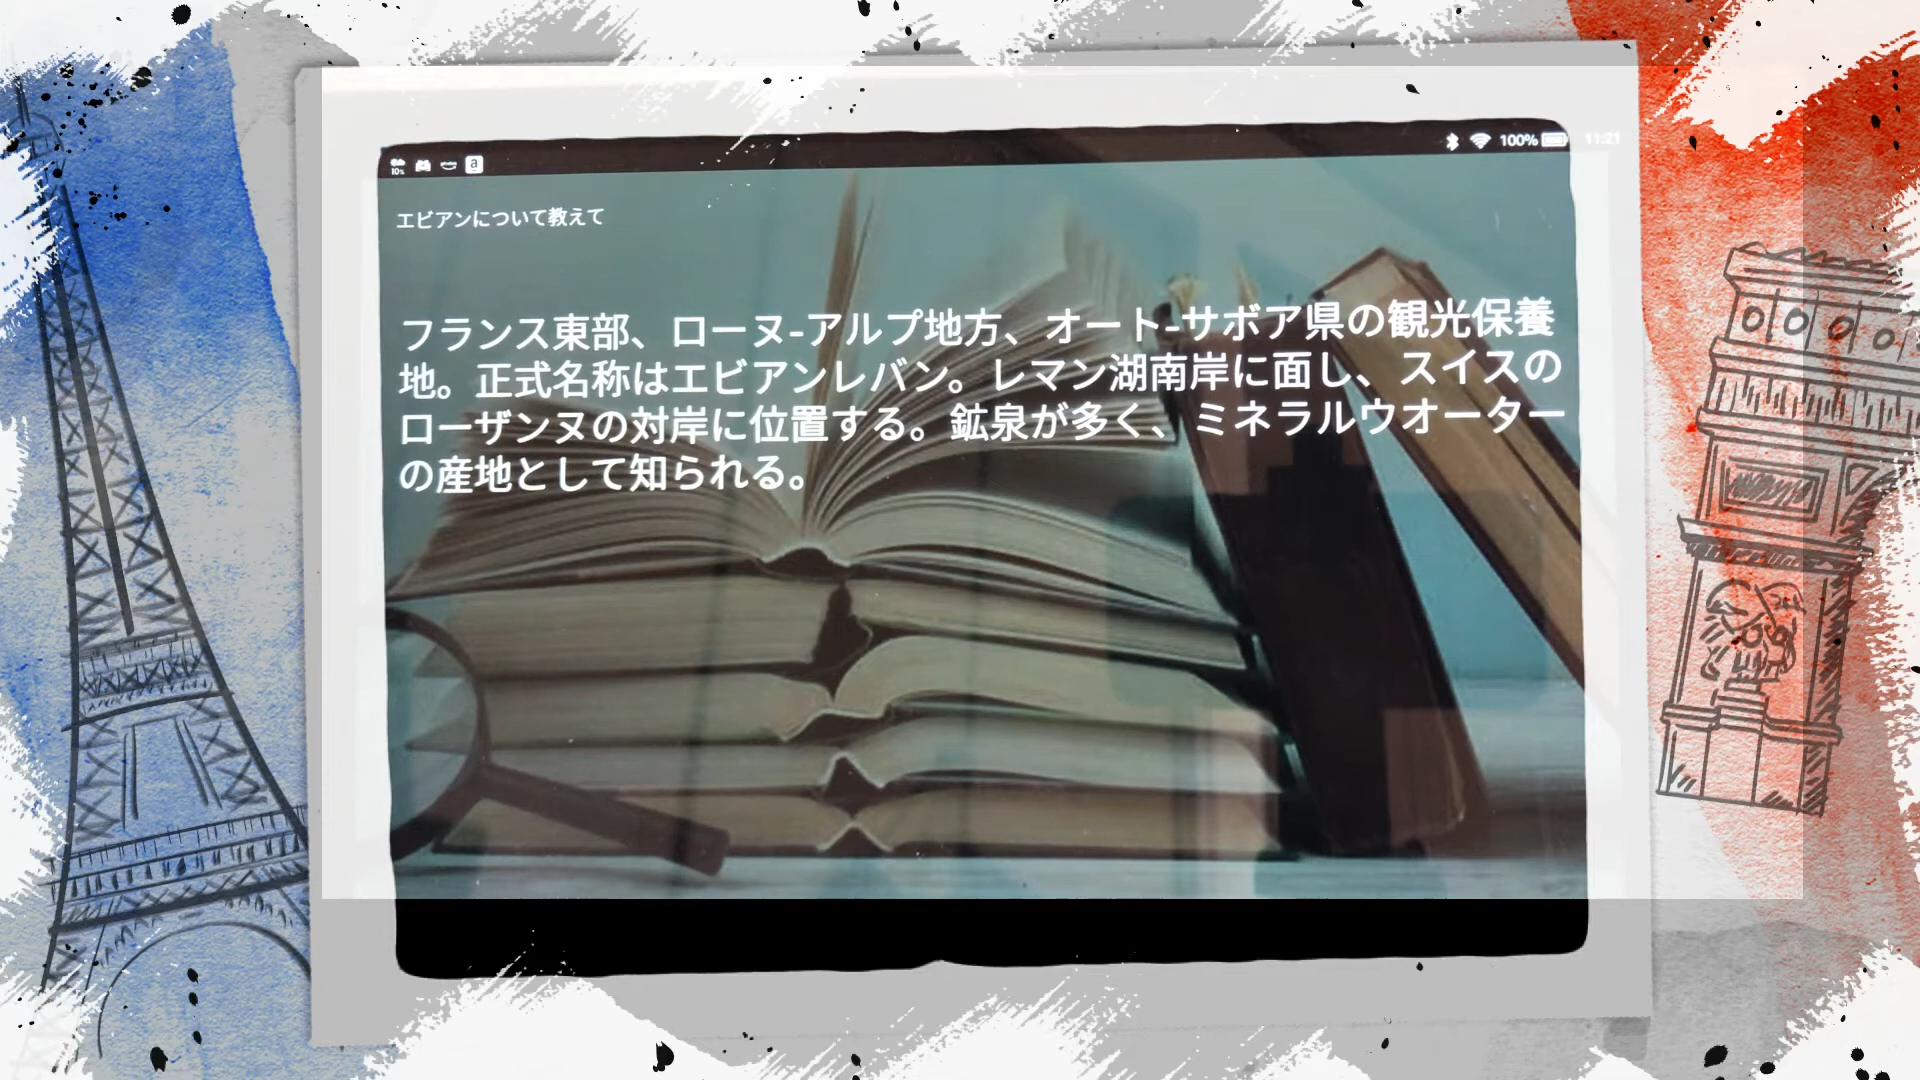 10%
a
100%
11:21
エビアンについて教えて
フランス東部、ローヌ-アルプ地方、オート-サボア県の観光保養
地。正式名称はエビアンレバン。レマン湖南岸に面し、スイスの
ローザンヌの対岸に位置する。鉱泉が多く、ミネラルウオーター
の産地として知られる。